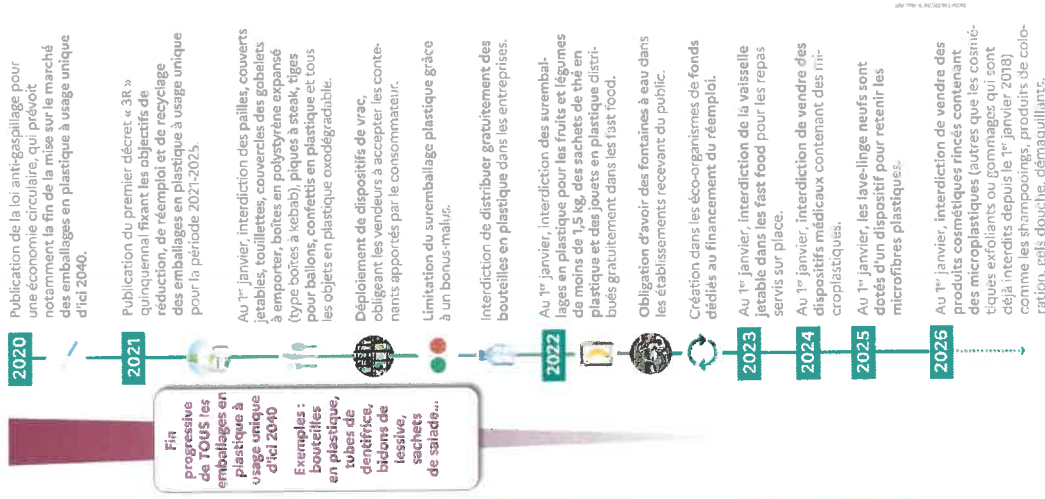 2020
Publication de la loi anti-gaspillage pour
une économie circulaire, qui prévoit
notamment la fin de la mise sur le marché
des emballages en plastique à usage unique
d'ici 2040.
2021
Publication du premier décret « 3R »
quinquennal fixant les objectifs de
réduction, de réemploi et de recyclage
des emballages en plastique à usage unique
pour la période 2021-2025.
Au 1er janvier, interdiction des pailles, couverts
jetables, touillettes, couvercles des gobelets
à emporter, boîtes en polystyrène expansé
(type boîtes à kebab), piques à steak, tiges
pour ballons, confettis en plastique et tous
les objets en plastique oxodégradable.
Déploiement de dispositifs de vrac,
obligeant les vendeurs à accepter les conte-
nants apportés par le consommateur.
Limitation du suremballage plastique grâce
à un bonus-malus.
Interdiction de distribuer gratuitement des
bouteilles en plastique dans les entreprises.
2022
Au 1er janvier, interdiction des surembal-
lages en plastique pour les fruits et légumes
de moins de 1,5 kg, des sachets de thé en
plastique et des jouets en plastique distri-
bués gratuitement dans les fast food.
Obligation d'avoir des fontaines à eau dans
les établissements recevant du public.
Création dans les éco-organismes de fonds
dédiés au financement du réemploi.
2023
Au 1er janvier, interdiction de la vaisselle
jetable dans les fast food pour les repas
servis sur place.
2024
Au 1er janvier, interdiction de vendre des
dispositifs médicaux contenant des mi-
croplastiques.
2025
Au 1er janvier, les lave-linge neufs sont
dotés d'un dispositif pour retenir les
microfibres plastiques.
2026
Au 1er janvier, interdiction de vendre des
produits cosmétiques rincés contenant
des microplastiques (autres que les cosmé-
tiques exfoliants ou gommages qui sont
déjà interdits depuis le 1er janvier 2018)
comme les shampooings, produits de colo-
ration, gels douche, démaquillants.
Fin
progressive
de TOUS les
emballages en
plastique à
usage unique
d'ici 2040
Exemples :
bouteilles
en plastique,
tubes de
dentifrice,
bidons de
lessive,
sachets
de salade...